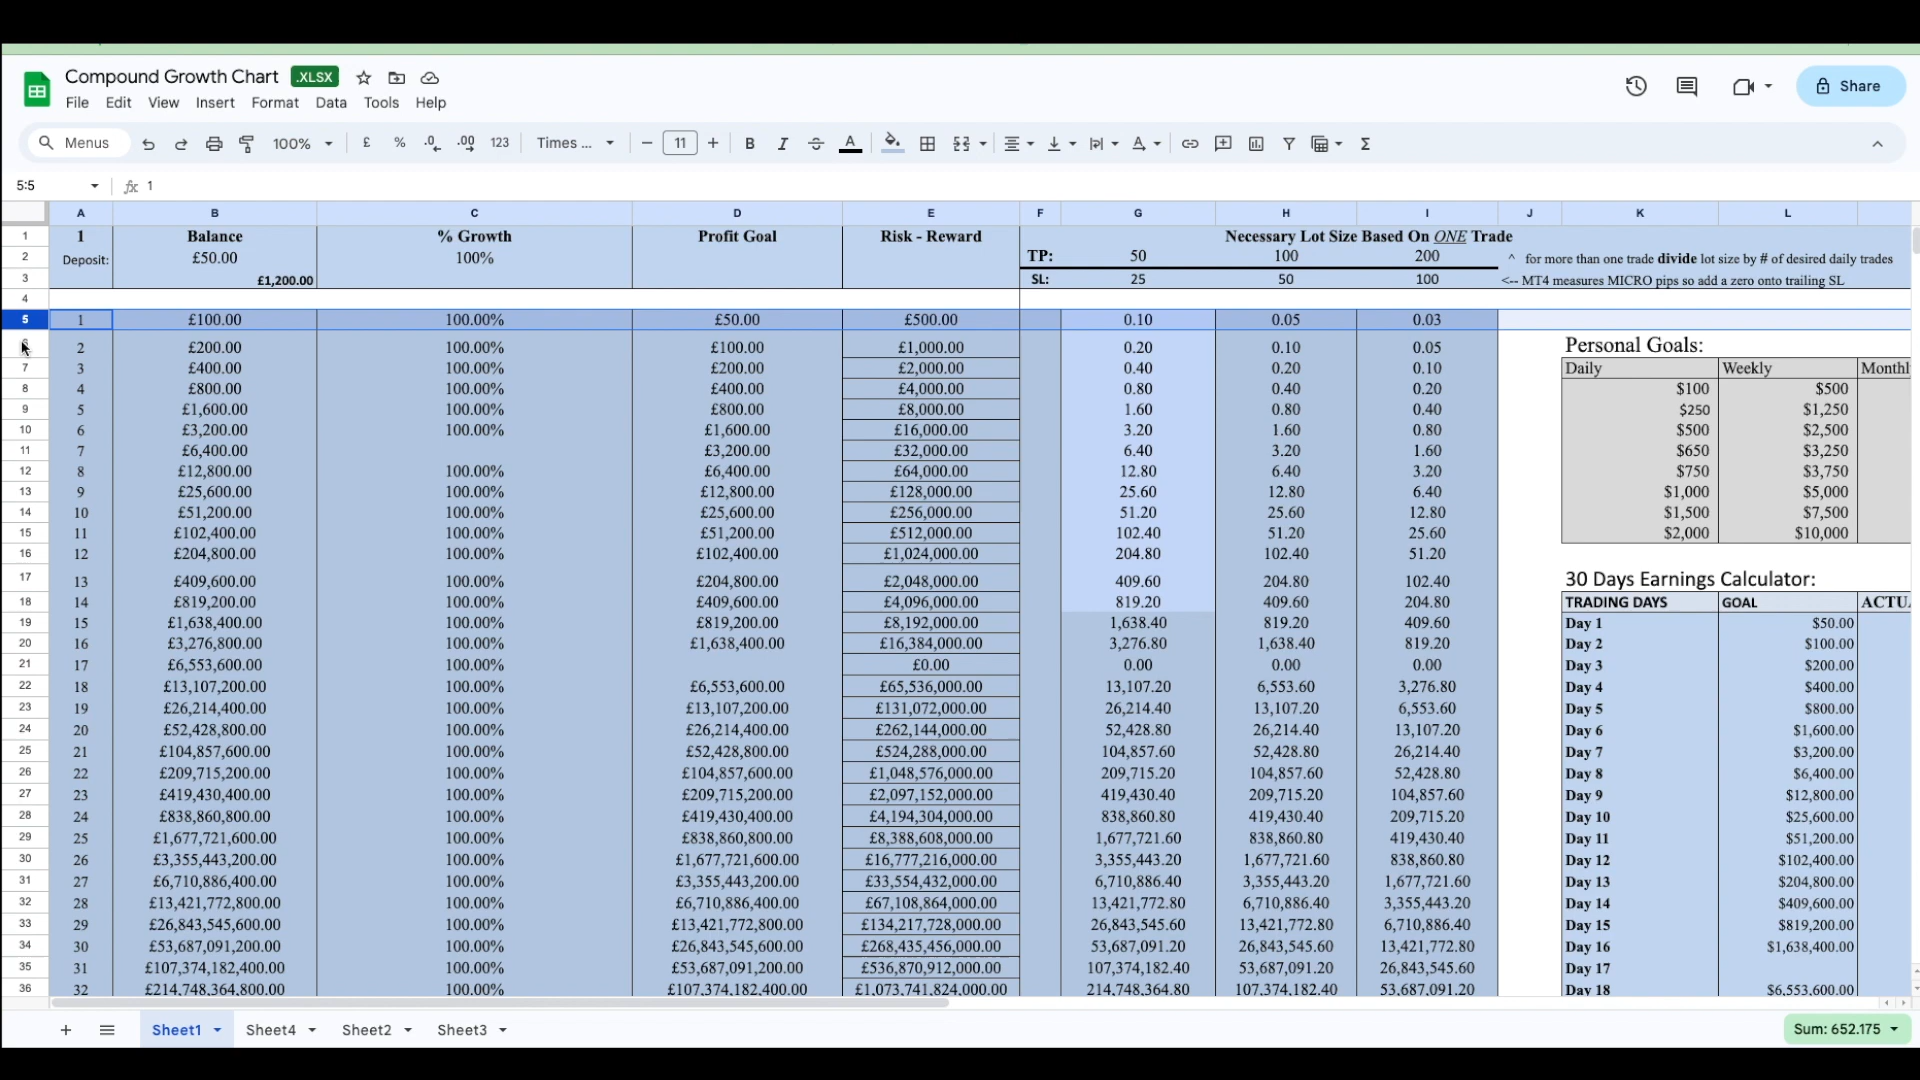 Compound Growth Chart .XLSX
File Edit View Insert Format Data Tools Help
Share
Menus 100% £ % .0 .00 123 Times ... 11 B I A
5:5 fx 1
A B C D E F G H I J K L
1 1 Balance % Growth Profit Goal Risk - Reward Necessary Lot Size Based On ONE Trade
2 Deposit: £50.00 100% TP: 50 100 200 ^ for more than one trade divide lot size by # of desired daily trades
3 £1,200.00 SL: 25 50 100 <-- MT4 measures MICRO pips so add a zero onto trailing SL
4
5 1 £100.00 100.00% £50.00 £500.00 0.10 0.05 0.03
2 £200.00 100.00% £100.00 £1,000.00 0.20 0.10 0.05 Personal Goals:
7 3 £400.00 100.00% £200.00 £2,000.00 0.40 0.20 0.10 Daily Weekly Monthl
8 4 £800.00 100.00% £400.00 £4,000.00 0.80 0.40 0.20 $100 $500
9 5 £1,600.00 100.00% £800.00 £8,000.00 1.60 0.80 0.40 $250 $1,250
10 6 £3,200.00 100.00% £1,600.00 £16,000.00 3.20 1.60 0.80 $500 $2,500
11 7 £6,400.00 £3,200.00 £32,000.00 6.40 3.20 1.60 $650 $3,250
12 8 £12,800.00 100.00% £6,400.00 £64,000.00 12.80 6.40 3.20 $750 $3,750
13 9 £25,600.00 100.00% £12,800.00 £128,000.00 25.60 12.80 6.40 $1,000 $5,000
14 10 £51,200.00 100.00% £25,600.00 £256,000.00 51.20 25.60 12.80 $1,500 $7,500
15 11 £102,400.00 100.00% £51,200.00 £512,000.00 102.40 51.20 25.60 $2,000 $10,000
16 12 £204,800.00 100.00% £102,400.00 £1,024,000.00 204.80 102.40 51.20
17 13 £409,600.00 100.00% £204,800.00 £2,048,000.00 409.60 204.80 102.40 30 Days Earnings Calculator:
18 14 £819,200.00 100.00% £409,600.00 £4,096,000.00 819.20 409.60 204.80 TRADING DAYS GOAL ACTU
19 15 £1,638,400.00 100.00% £819,200.00 £8,192,000.00 1,638.40 819.20 409.60 Day 1 $50.00
20 16 £3,276,800.00 100.00% £1,638,400.00 £16,384,000.00 3,276.80 1,638.40 819.20 Day 2 $100.00
21 17 £6,553,600.00 100.00% £0.00 0.00 0.00 0.00 Day 3 $200.00
22 18 £13,107,200.00 100.00% £6,553,600.00 £65,536,000.00 13,107.20 6,553.60 3,276.80 Day 4 $400.00
23 19 £26,214,400.00 100.00% £13,107,200.00 £131,072,000.00 26,214.40 13,107.20 6,553.60 Day 5 $800.00
24 20 £52,428,800.00 100.00% £26,214,400.00 £262,144,000.00 52,428.80 26,214.40 13,107.20 Day 6 $1,600.00
25 21 £104,857,600.00 100.00% £52,428,800.00 £524,288,000.00 104,857.60 52,428.80 26,214.40 Day 7 $3,200.00
26 22 £209,715,200.00 100.00% £104,857,600.00 £1,048,576,000.00 209,715.20 104,857.60 52,428.80 Day 8 $6,400.00
27 23 £419,430,400.00 100.00% £209,715,200.00 £2,097,152,000.00 419,430.40 209,715.20 104,857.60 Day 9 $12,800.00
28 24 £838,860,800.00 100.00% £419,430,400.00 £4,194,304,000.00 838,860.80 419,430.40 209,715.20 Day 10 $25,600.00
29 25 £1,677,721,600.00 100.00% £838,860,800.00 £8,388,608,000.00 1,677,721.60 838,860.80 419,430.40 Day 11 $51,200.00
30 26 £3,355,443,200.00 100.00% £1,677,721,600.00 £16,777,216,000.00 3,355,443.20 1,677,721.60 838,860.80 Day 12 $102,400.00
31 27 £6,710,886,400.00 100.00% £3,355,443,200.00 £33,554,432,000.00 6,710,886.40 3,355,443.20 1,677,721.60 Day 13 $204,800.00
32 28 £13,421,772,800.00 100.00% £6,710,886,400.00 £67,108,864,000.00 13,421,772.80 6,710,886.40 3,355,443.20 Day 14 $409,600.00
33 29 £26,843,545,600.00 100.00% £13,421,772,800.00 £134,217,728,000.00 26,843,545.60 13,421,772.80 6,710,886.40 Day 15 $819,200.00
34 30 £53,687,091,200.00 100.00% £26,843,545,600.00 £268,435,456,000.00 53,687,091.20 26,843,545.60 13,421,772.80 Day 16 $1,638,400.00
35 31 £107,374,182,400.00 100.00% £53,687,091,200.00 £536,870,912,000.00 107,374,182.40 53,687,091.20 26,843,545.60 Day 17
36 32 £214,748,364,800.00 100.00% £107,374,182,400.00 £1,073,741,824,000.00 214,748,364.80 107,374,182.40 53,687,091.20 Day 18 $6,553,600.00
Sheet1 Sheet4 Sheet2 Sheet3 Sum: 652.175